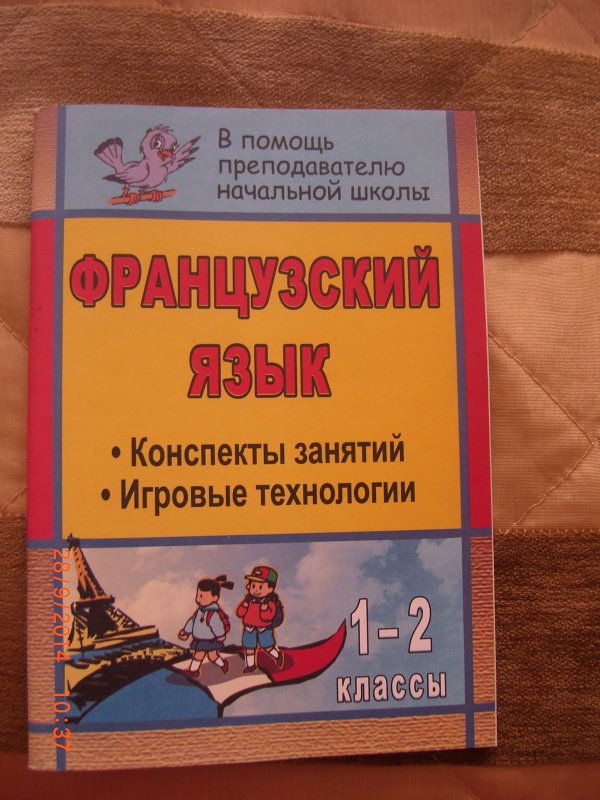 В помощь
преподавателю
начальной школы
ФРАНЦУЗСКИЙ
ЯЗЫК
• Конспекты занятий
• Игровые технологии
1–2
классы
28/9/2014 10:37